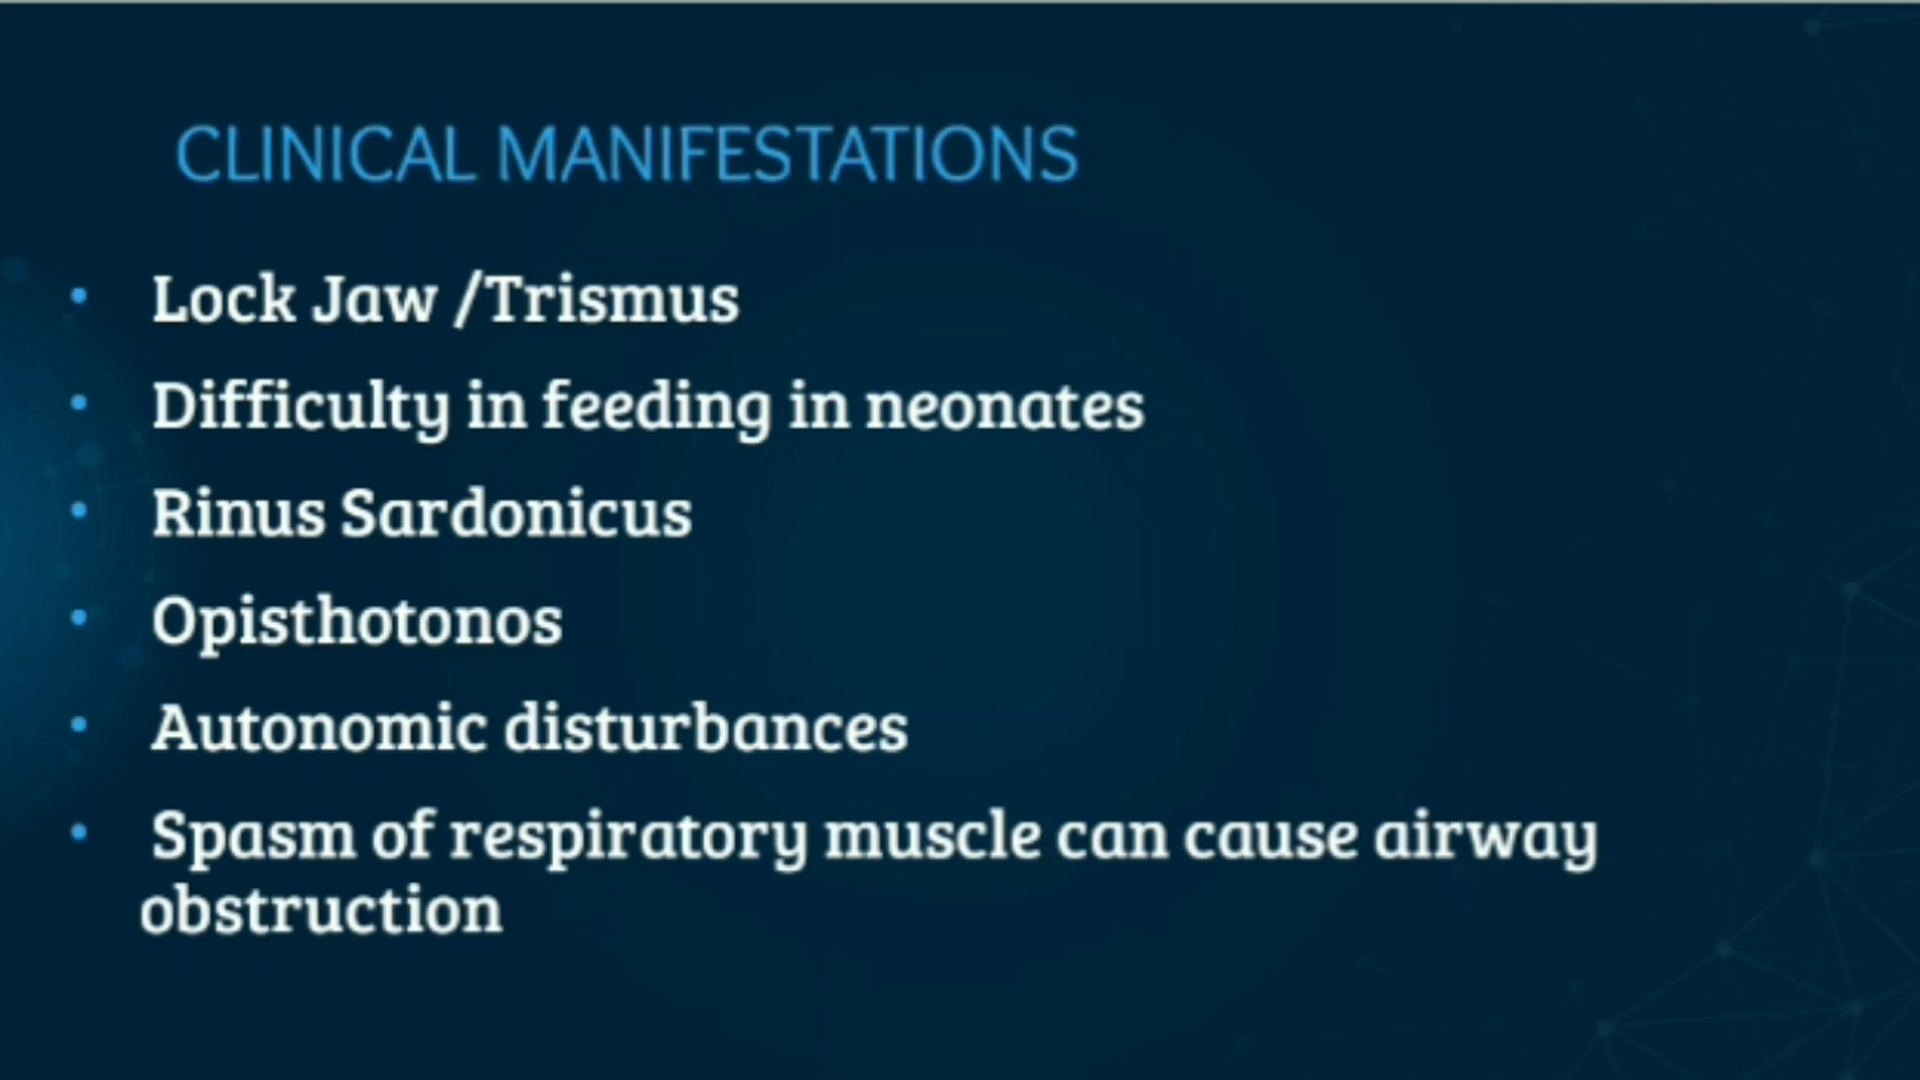 CLINICAL MANIFESTATIONS
• Lock Jaw /Trismus
• Difficulty in feeding in neonates
• Rinus Sardonicus
• Opisthotonos
• Autonomic disturbances
• Spasm of respiratory muscle can cause airway
obstruction